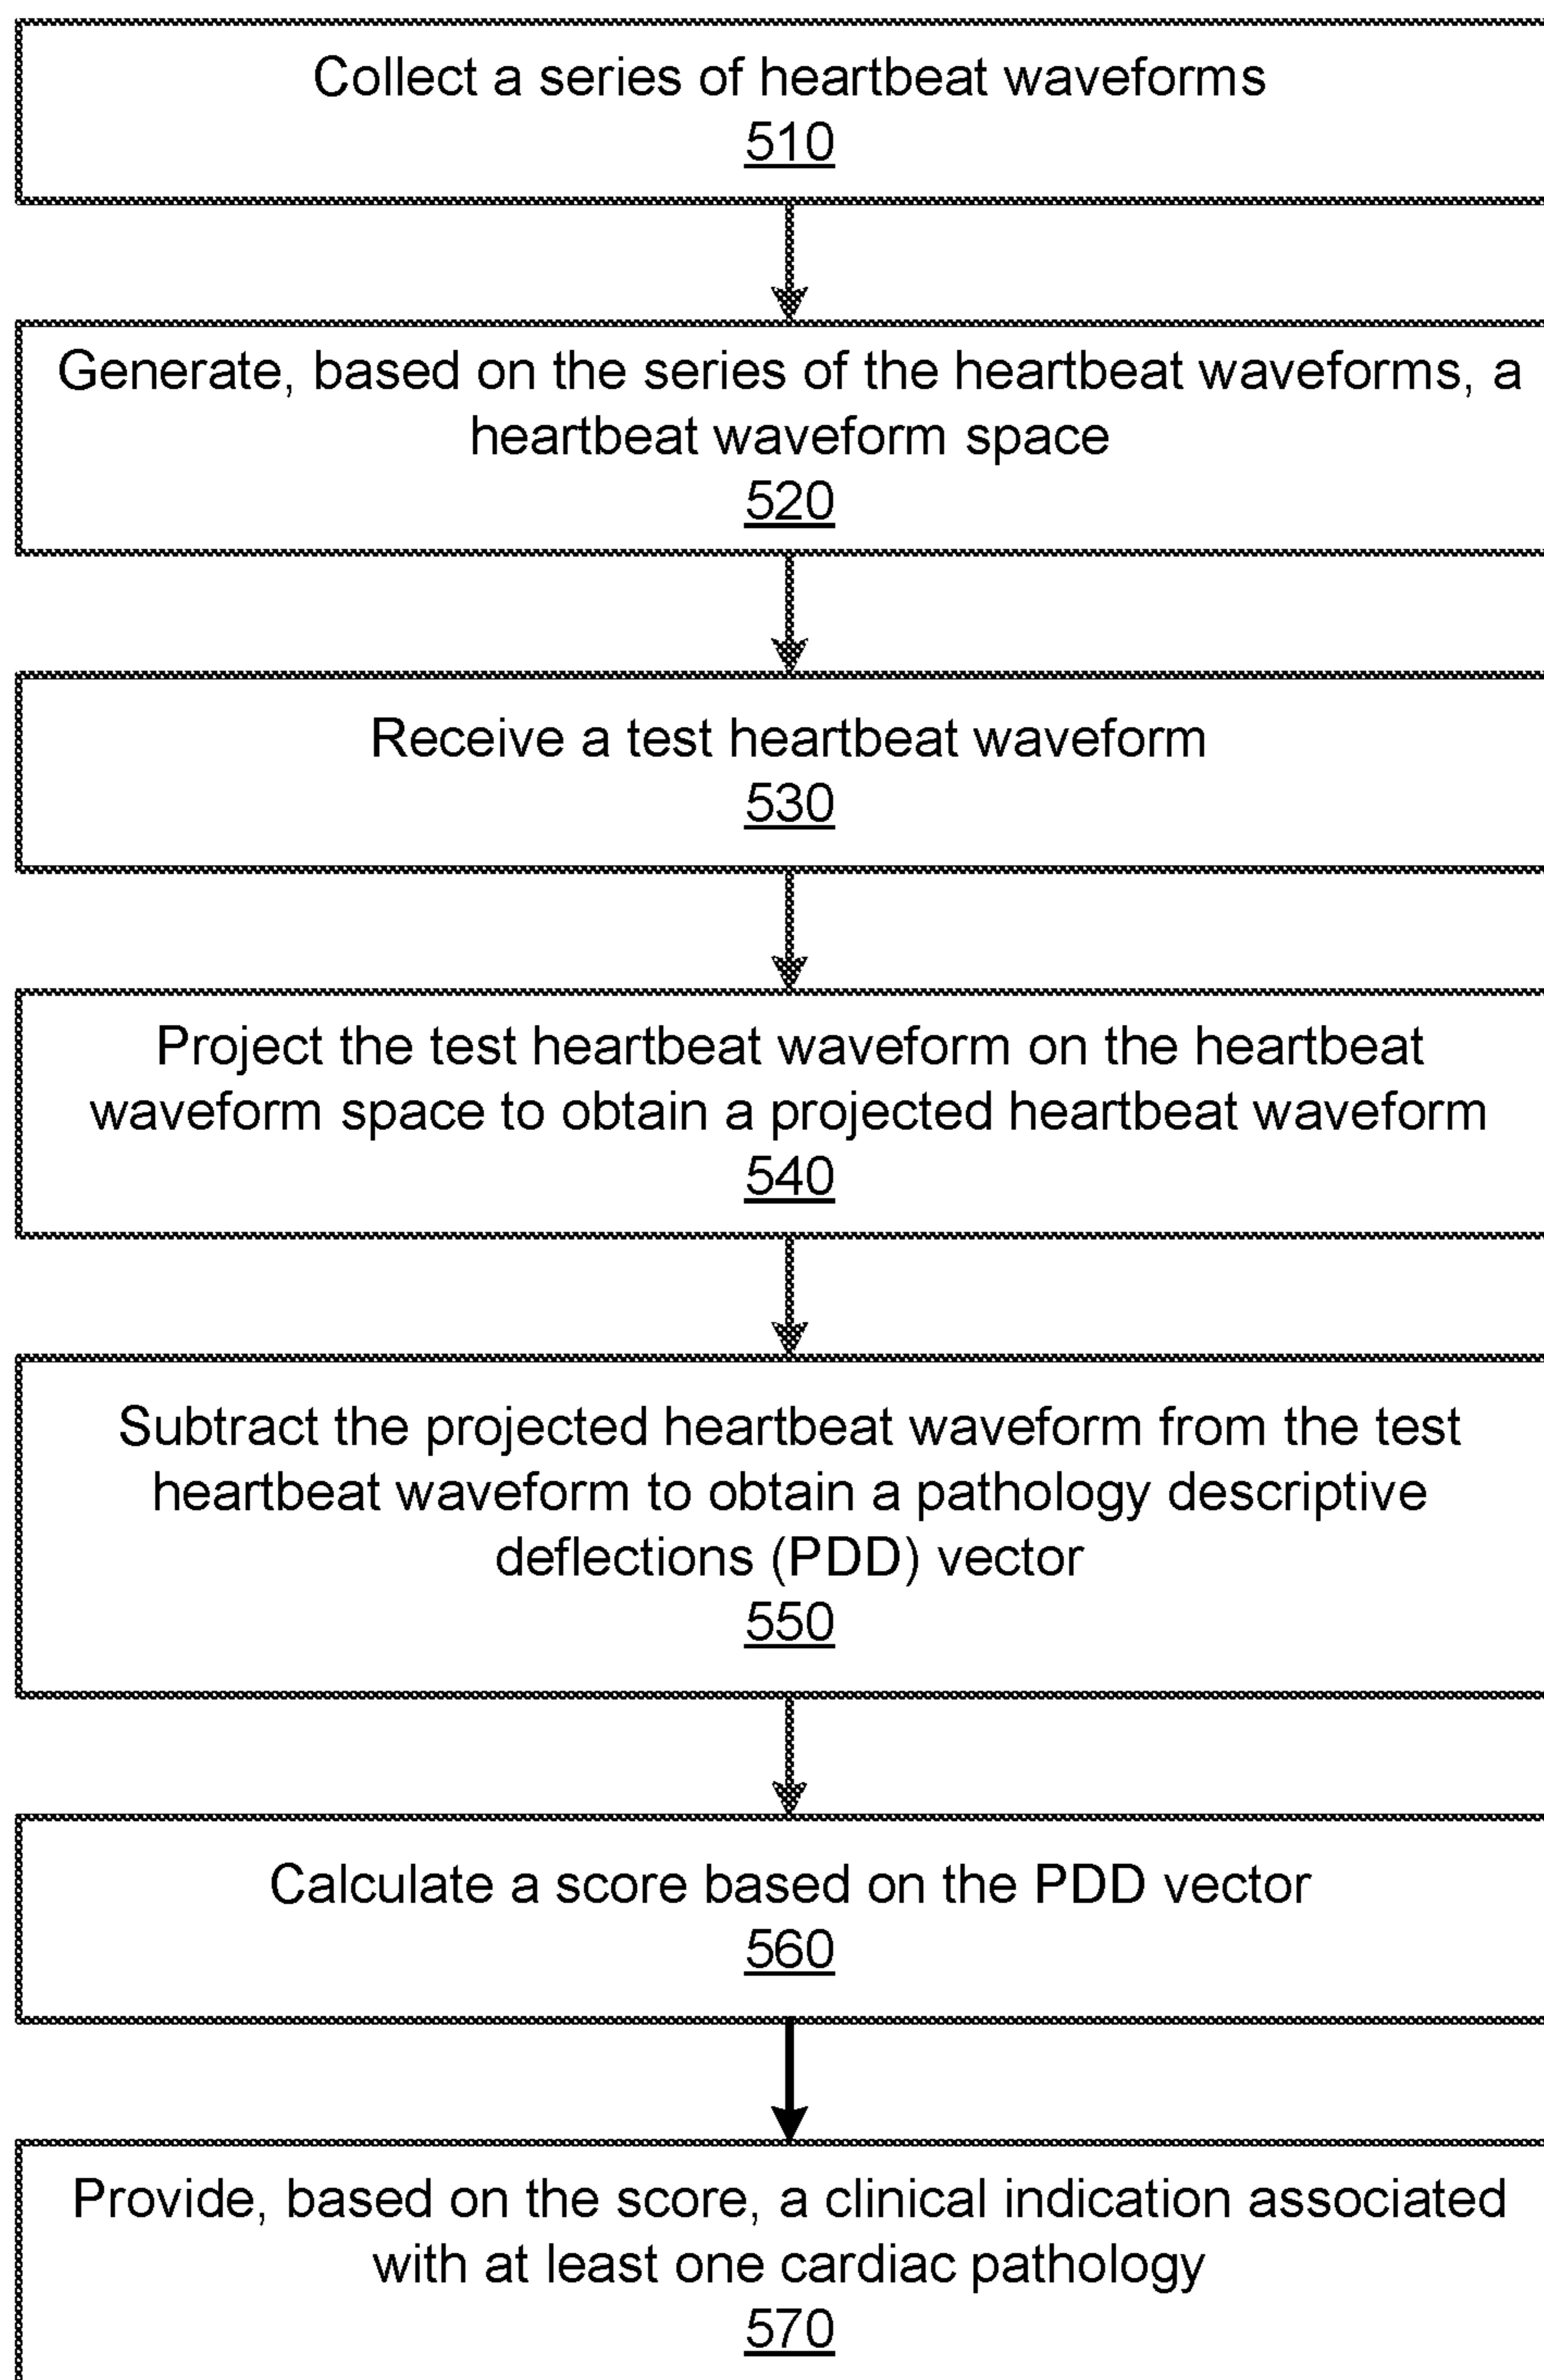 Collect a series of heartbeat waveforms
510
Generate, based on the series of the heartbeat waveforms, a
heartbeat waveform space
520
Receive a test heartbeat waveform
530
Project the test heartbeat waveform on the heartbeat
waveform space to obtain a projected heartbeat waveform
540
Subtract the projected heartbeat waveform from the test
heartbeat waveform to obtain a pathology descriptive
deflections (PDD) vector
550
Calculate a score based on the PDD vector
560
Provide, based on the score, a clinical indication associated
with at least one cardiac pathology
570